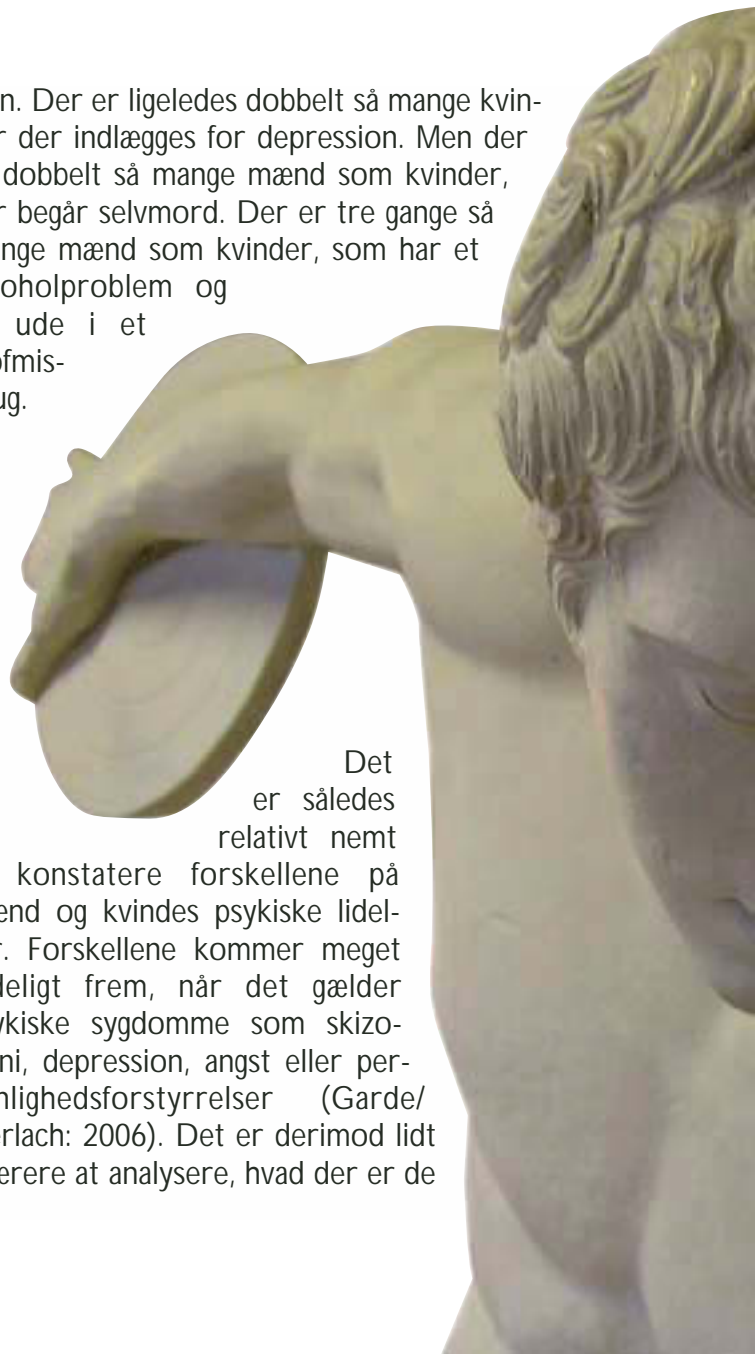 n. Der er ligeledes dobbelt så mange kvin-
r der indlægges for depression. Men der
dobbelt så mange mænd som kvinder,
r begår selvmord. Der er tre gange så
nge mænd som kvinder, som har et
oholproblem og
ude i et
ofmis-
ug.
Det
er således
relativt nemt
konstatere forskellene på
end og kvindes psykiske lidel-
r. Forskellene kommer meget
deligt frem, når det gælder
ykiske sygdomme som skizo-
ni, depression, angst eller per-
nlighedsforstyrrelser (Garde/
erlach: 2006). Det er derimod lidt
ærere at analysere, hvad der er de